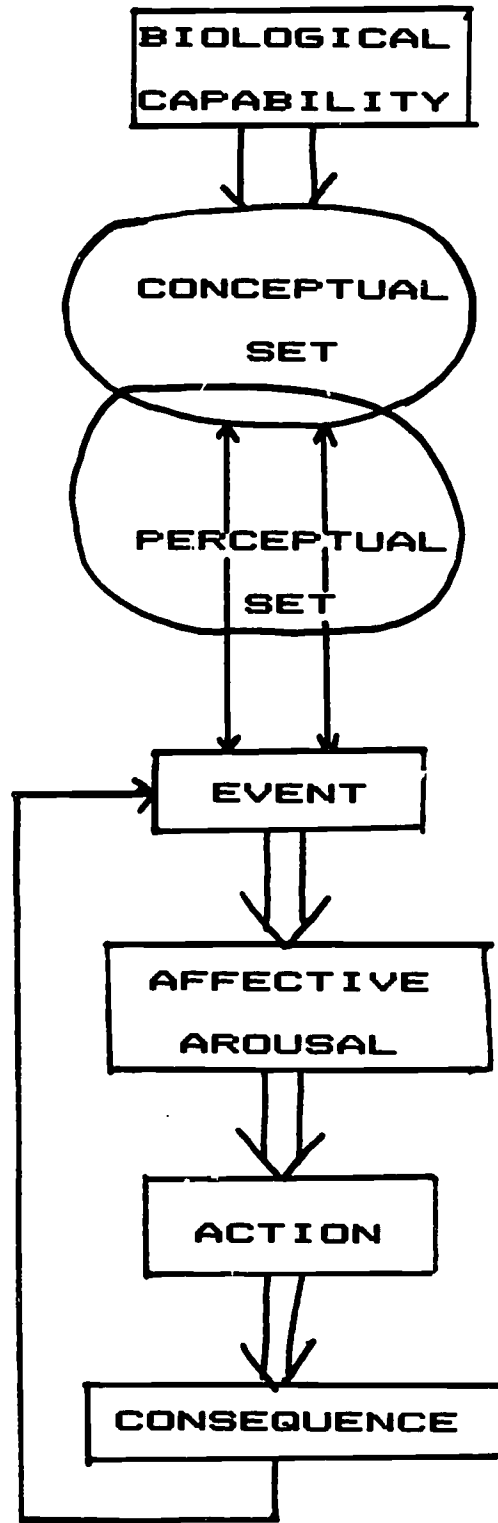 BIOLOGICAL
CAPABILITY
CONCEPTUAL
SET
PERCEPTUAL
SET
EVENT
AFFECTIVE
AROUSAL
ACTION
CONSEQUENCE